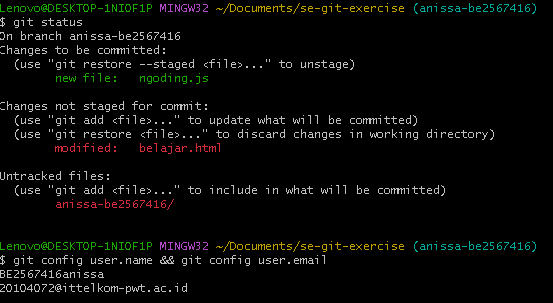 Lenovo@DESKTOP-1NIOF1P MINGW32 ~/Documents/se-git-exercise (anissa-be2567416)
$ git status
On branch anissa-be2567416
Changes to be committed:
  (use "git restore --staged <file>..." to unstage)
        new file:   ngoding.js

Changes not staged for commit:
  (use "git add <file>..." to update what will be committed)
  (use "git restore <file>..." to discard changes in working directory)
        modified:   belajar.html

Untracked files:
  (use "git add <file>..." to include in what will be committed)
        anissa-be2567416/

Lenovo@DESKTOP-1NIOF1P MINGW32 ~/Documents/se-git-exercise (anissa-be2567416)
$ git config user.name && git config user.email
BE2567416anissa
20104072@ittelkom-pwt.ac.id